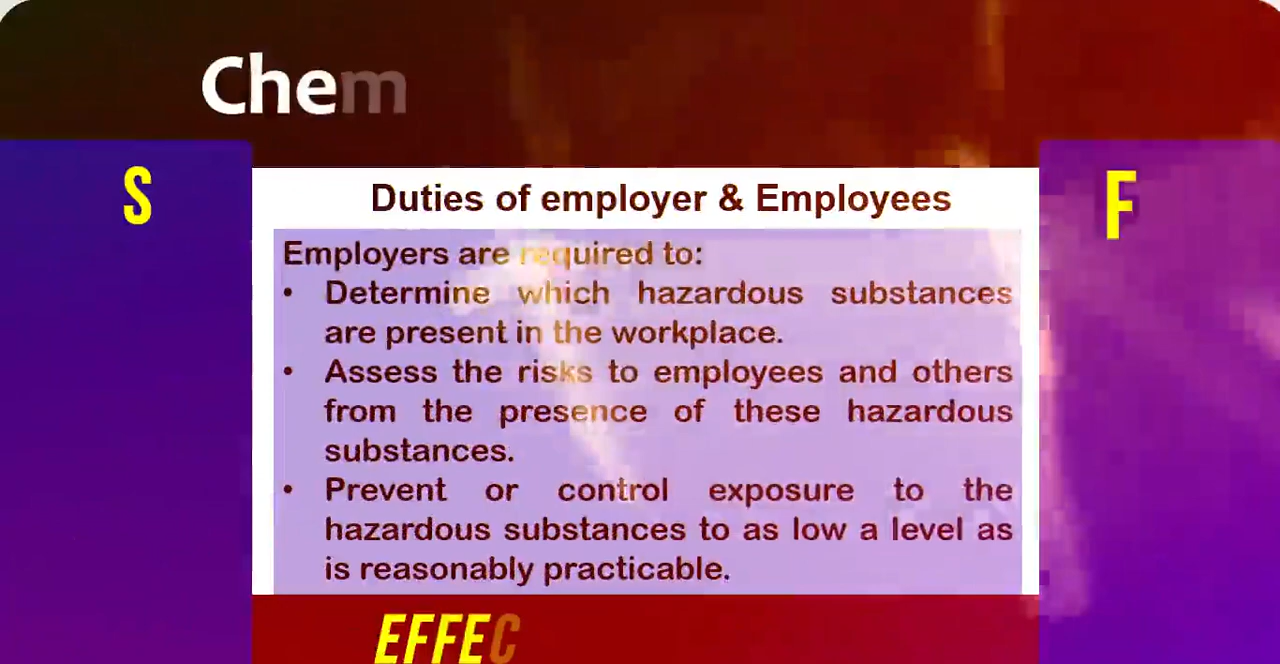 Chem
S
F
Duties of employer & Employees
Employers are required to:
• Determine which hazardous substances
are present in the workplace.
• Assess the risks to employees and others
from the presence of these hazardous
substances.
• Prevent or control exposure to the
hazardous substances to as low a level as
is reasonably practicable.
EFFEC